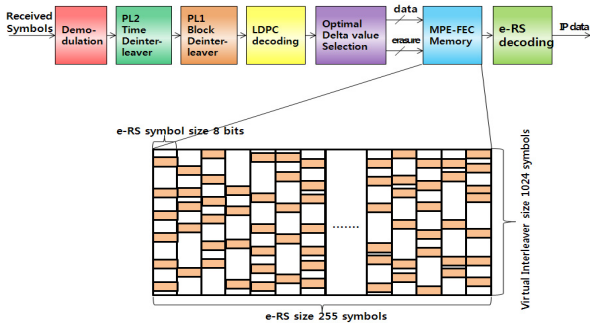 Received
Symbols
Demo-
dulation
PL2
Time
Deinter-
leaver
PL1
Block
Deinter-
leaver
LDPC
decoding
Optimal
Delta value
Selection
data
erasure
MPE-FEC
Memory
e-RS
decoding
IP data
e-RS symbol size 8 bits
Virtual Interleaver size 1024 symbols
.......
e-RS size 255 symbols